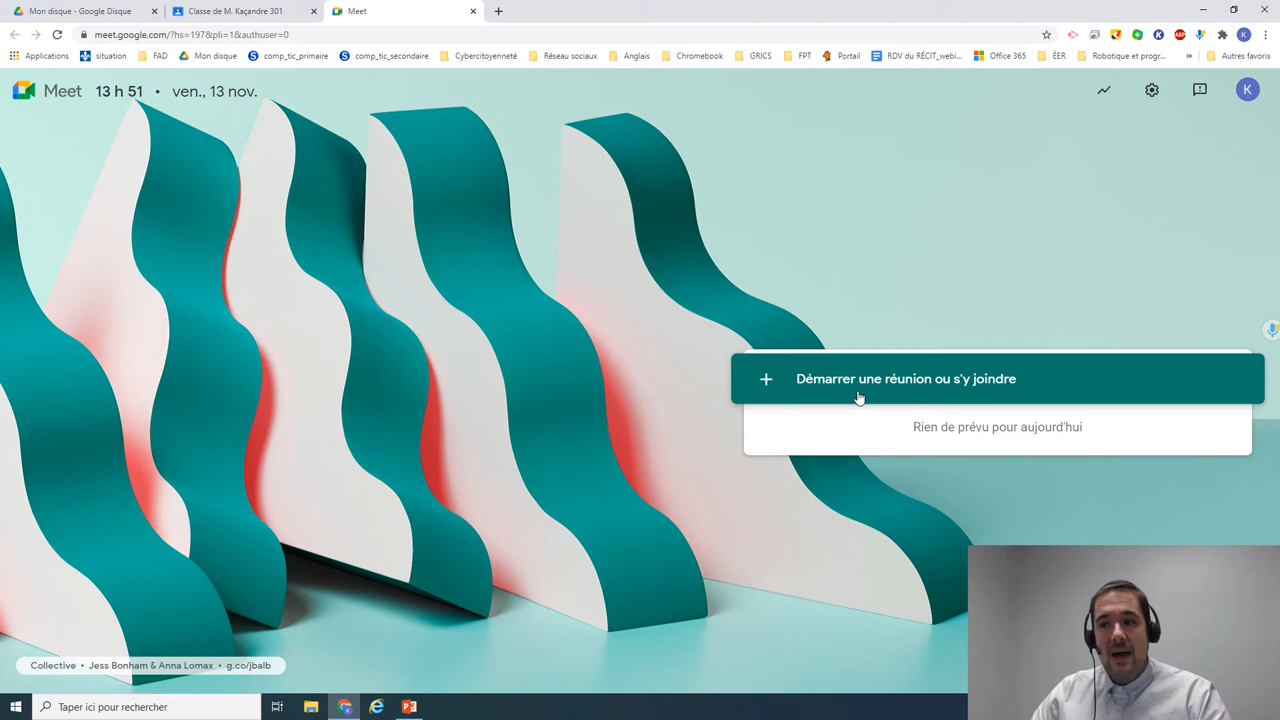 Mon disque - Google Disque
Classe de M. Kaçandre 301
Meet
meet.google.com/?hs=197&pli=1&authuser=0
Applications
situation
FAD
Mon disque
comp_tic_primaire
comp_tic_secondaire
Cybercitoyenneté
Réseau sociaux
Anglais
Chromebook
GRICS
FPT
Portail
RDV du RÉCIT_webi...
Office 365
ÉER
Robotique et progr...
»
Autres favoris
Meet 13 h 51 • ven., 13 nov.
K
ABP
K
K
+ Démarrer une réunion ou s'y joindre
Rien de prévu pour aujourd'hui
Collective • Jess Bonham & Anna Lomax • g.co/jbalb
Taper ici pour rechercher